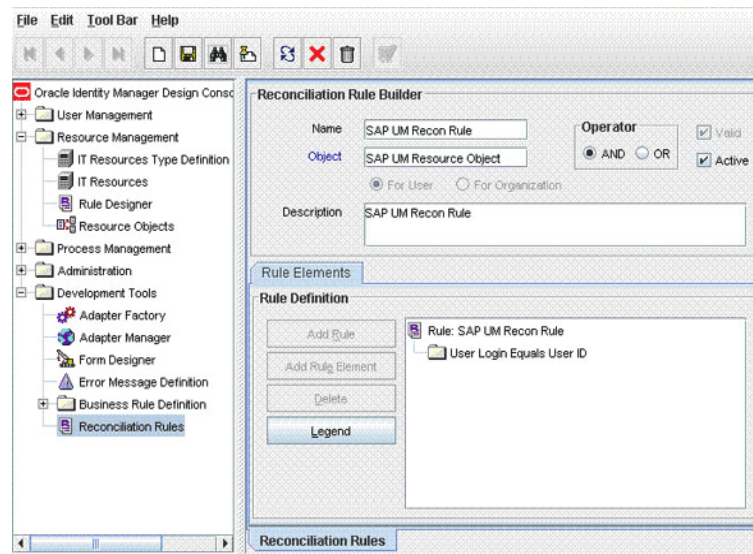 File Edit Tool Bar Help
Oracle Identity Manager Design Consc
User Management
Resource Management
IT Resources Type Definition
IT Resources
Rule Designer
Resource Objects
Process Management
Administration
Development Tools
Adapter Factory
Adapter Manager
Form Designer
Error Message Definition
Business Rule Definition
Reconciliation Rules
Reconciliation Rule Builder
Name SAP UM Recon Rule
Object SAP UM Resource Object
For User For Organization
Operator
AND OR
Valid
Active
Description SAP UM Recon Rule
Rule Elements
Rule Definition
Add Rule
Add Rule Element
Delete
Legend
Rule: SAP UM Recon Rule
User Login Equals User ID
Reconciliation Rules